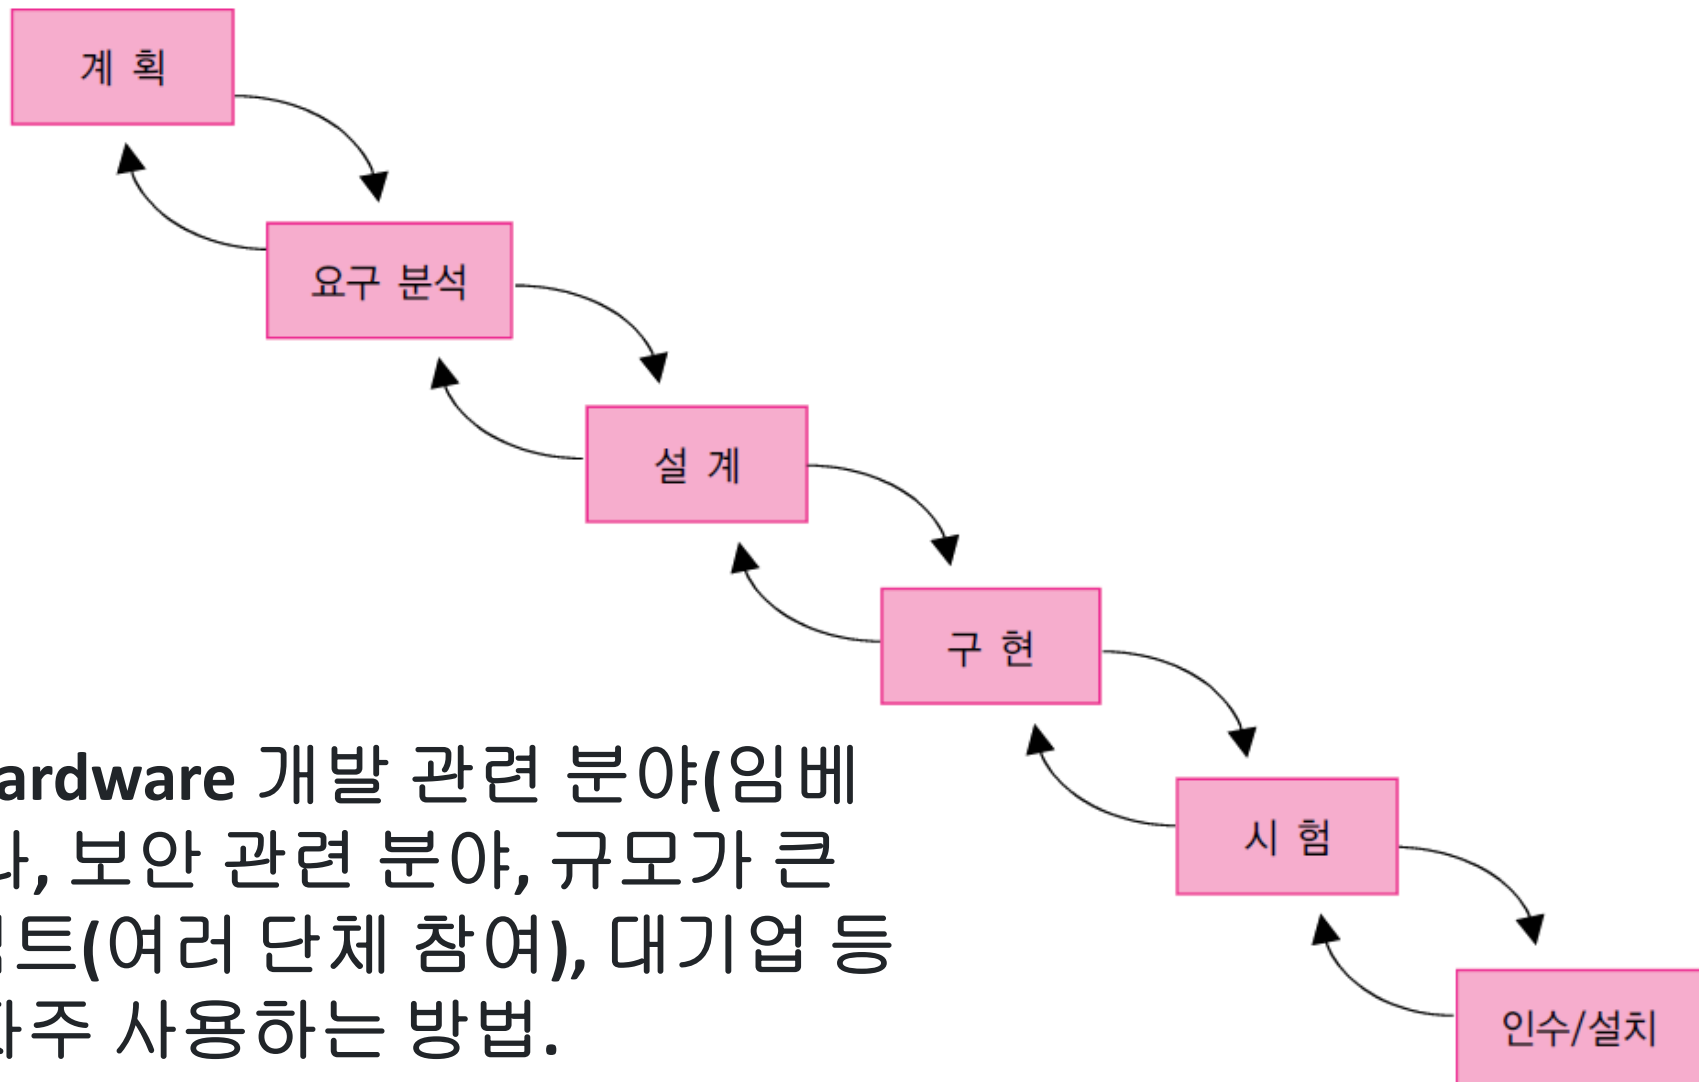 계 획
요구 분석
설 계
구 현
시 험
인수/설치
ardware 개발 관련 분야(임베
, 보안 관련 분야, 규모가 큰
트(여러 단체 참여), 대기업 등
주 사용하는 방법.